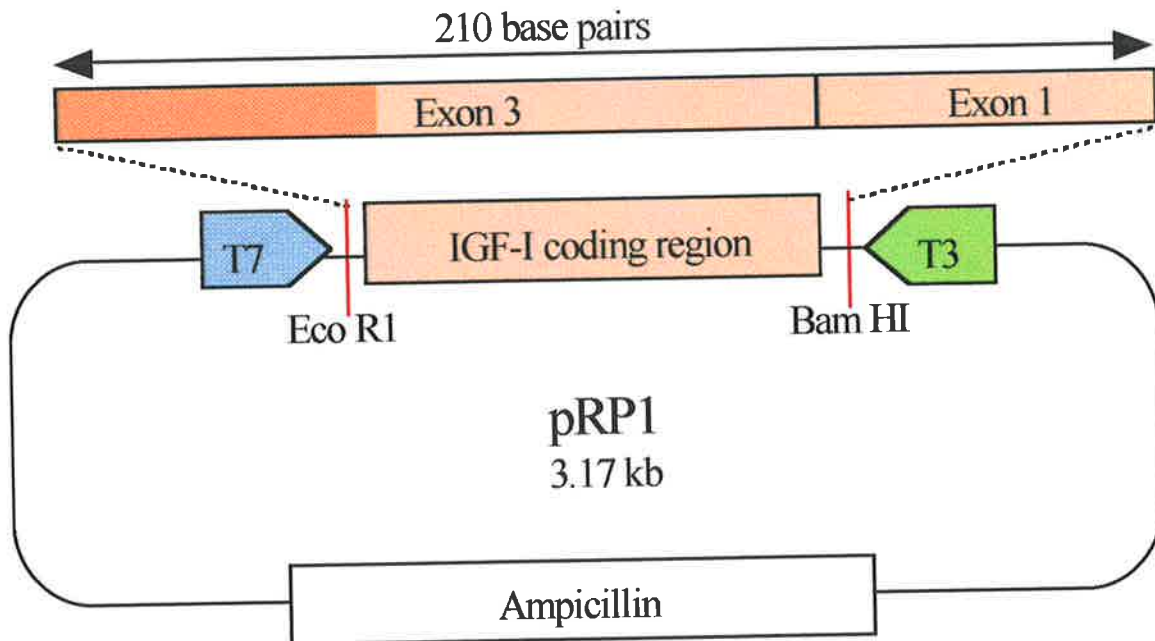 210 base pairs
Exon 3 Exon 1
T7 IGF-I coding region T3
Eco R1 Bam HI
pRP1
3.17 kb
Ampicillin